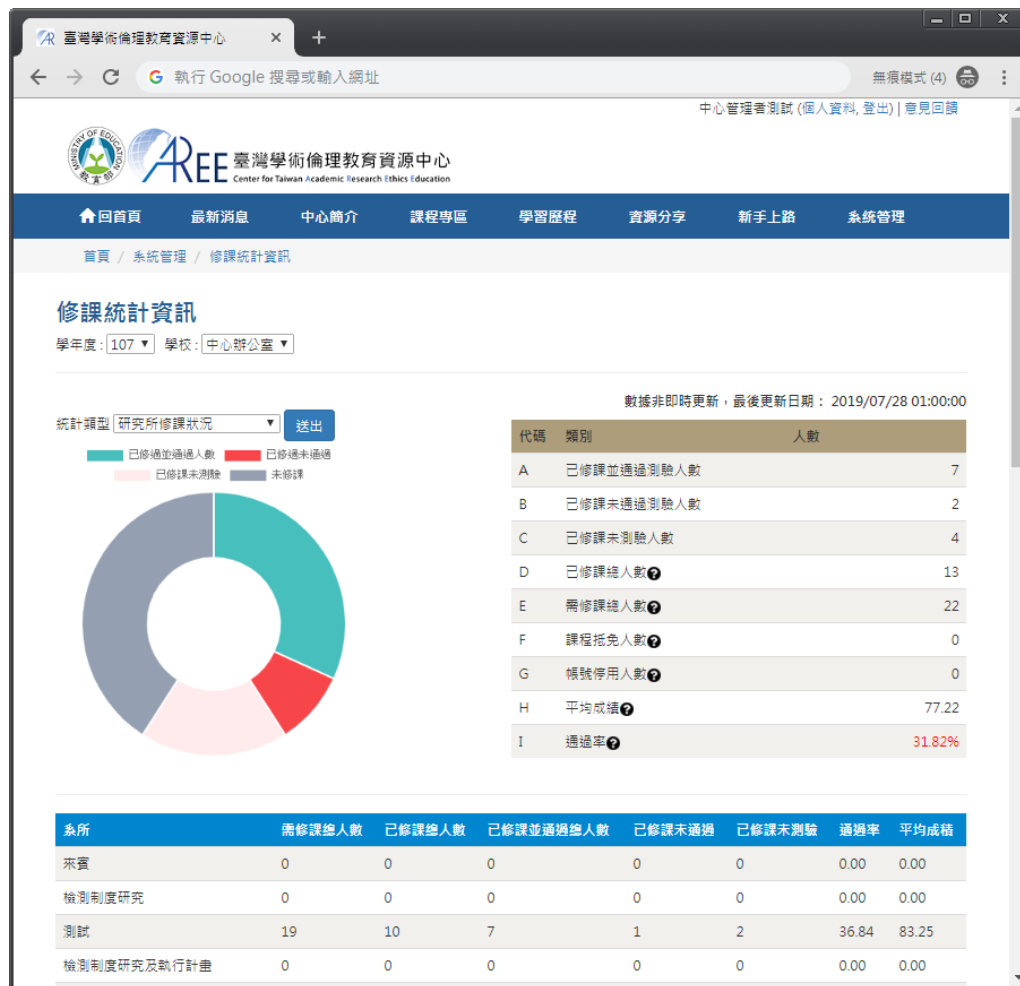 臺灣學術倫理教育資源中心
執行 Google 搜尋或輸入網址
無痕模式 (4)
中心管理者測試 (個人資料, 登出) | 意見回饋
MINISTRY OF EDUCATION
教育部
AREE 臺灣學術倫理教育資源中心
Center for Taiwan Academic Research Ethics Education
回首頁 最新消息 中心簡介 課程專區 學習歷程 資源分享 新手上路 系統管理
首頁 / 系統管理 / 修課統計資訊
修課統計資訊
學年度 : 107 學校 : 中心辦公室
數據非即時更新，最後更新日期： 2019/07/28 01:00:00
統計類型 研究所修課狀況 送出
已修過並通過人數 已修過未通過
已修課未測驗 未修課
代碼 類別 人數
A 已修課並通過測驗人數 7
B 已修課未通過測驗人數 2
C 已修課未測驗人數 4
D 已修課總人數 13
E 需修課總人數 22
F 課程抵免人數 0
G 帳號停用人數 0
H 平均成績 77.22
I 通過率 31.82%
系所 需修課總人數 已修課總人數 已修課並通過總人數 已修課未通過 已修課未測驗 通過率 平均成積
來賓 0 0 0 0 0 0.00 0.00
檢測制度研究 0 0 0 0 0 0.00 0.00
測試 19 10 7 1 2 36.84 83.25
檢測制度研究及執行計畫 0 0 0 0 0 0.00 0.00